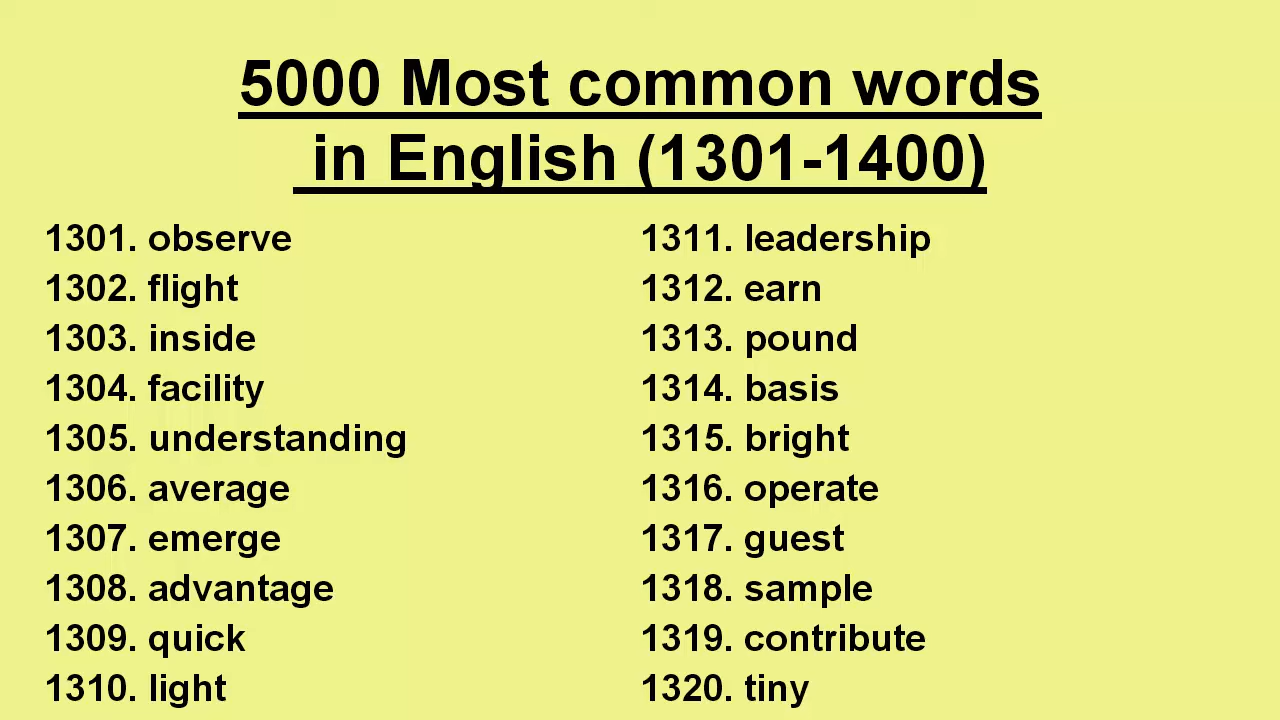 5000 Most common words
in English (1301-1400)
1301. observe
1302. flight
1303. inside
1304. facility
1305. understanding
1306. average
1307. emerge
1308. advantage
1309. quick
1310. light
1311. leadership
1312. earn
1313. pound
1314. basis
1315. bright
1316. operate
1317. guest
1318. sample
1319. contribute
1320. tiny